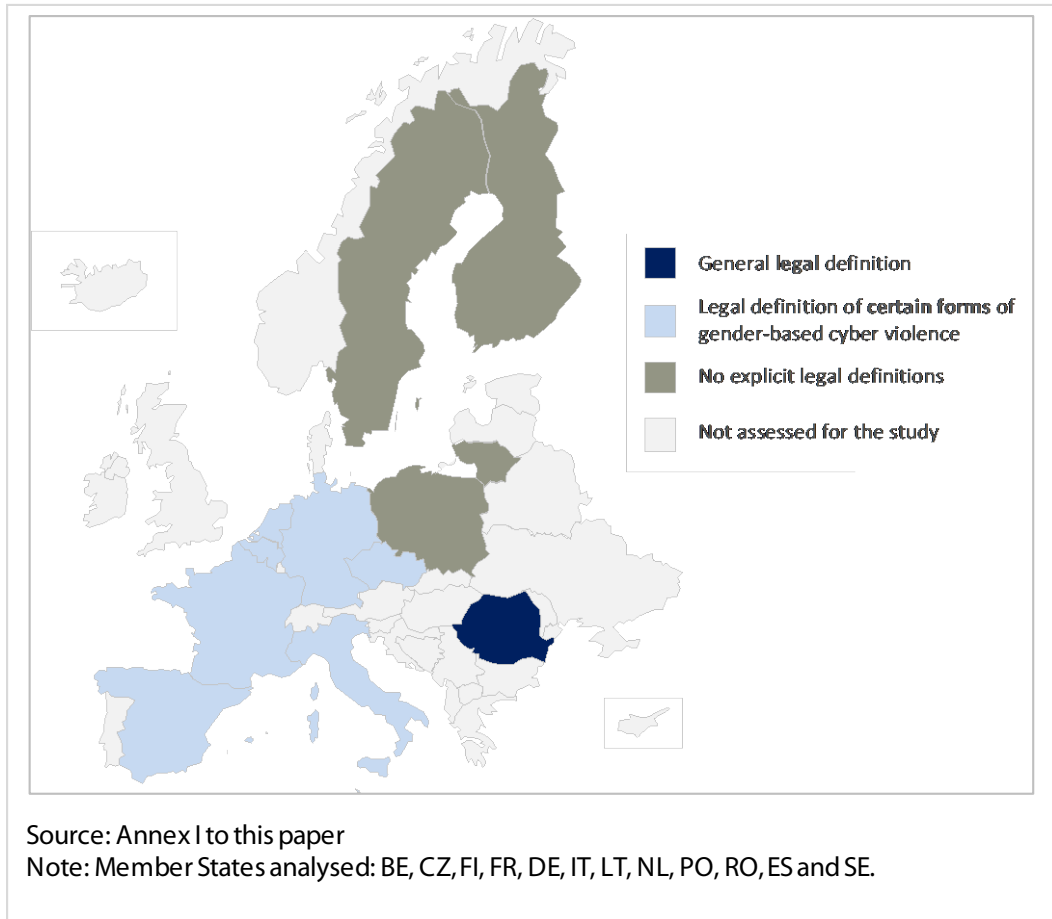 General legal definition
Legal definition of certain forms of
gender-based cyber violence
No explicit legal definitions
Not assessed for the study
Source: Annex I to this paper
Note: Member States analysed: BE, CZ, FI, FR, DE, IT, LT, NL, PO, RO, ES and SE.